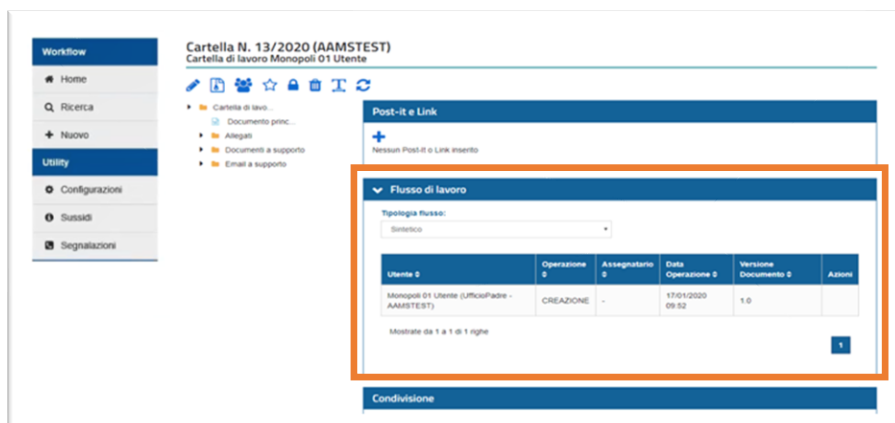 Workflow
Home
Ricerca
Nuovo
Utility
Configurazioni
Sussidi
Segnalazioni
Cartella N. 13/2020 (AAMSTEST)
Cartella di lavoro Monopoli 01 Utente
Cartella di lavo...
Documento princ...
Allegati
Documenti a supporto
Email a supporto
Post-it e Link
Nessun Post-It o Link inserito
Flusso di lavoro
Tipologia flusso:
Sintetico
Utente Operazione Assegnatario Data Operazione Versione Documento Azioni
Monopoli 01 Utente (UfficioPadre - AAMSTEST) CREAZIONE - 17/01/2020 09:52 1.0
Mostrate da 1 a 1 di 1 righe
1
Condivisione